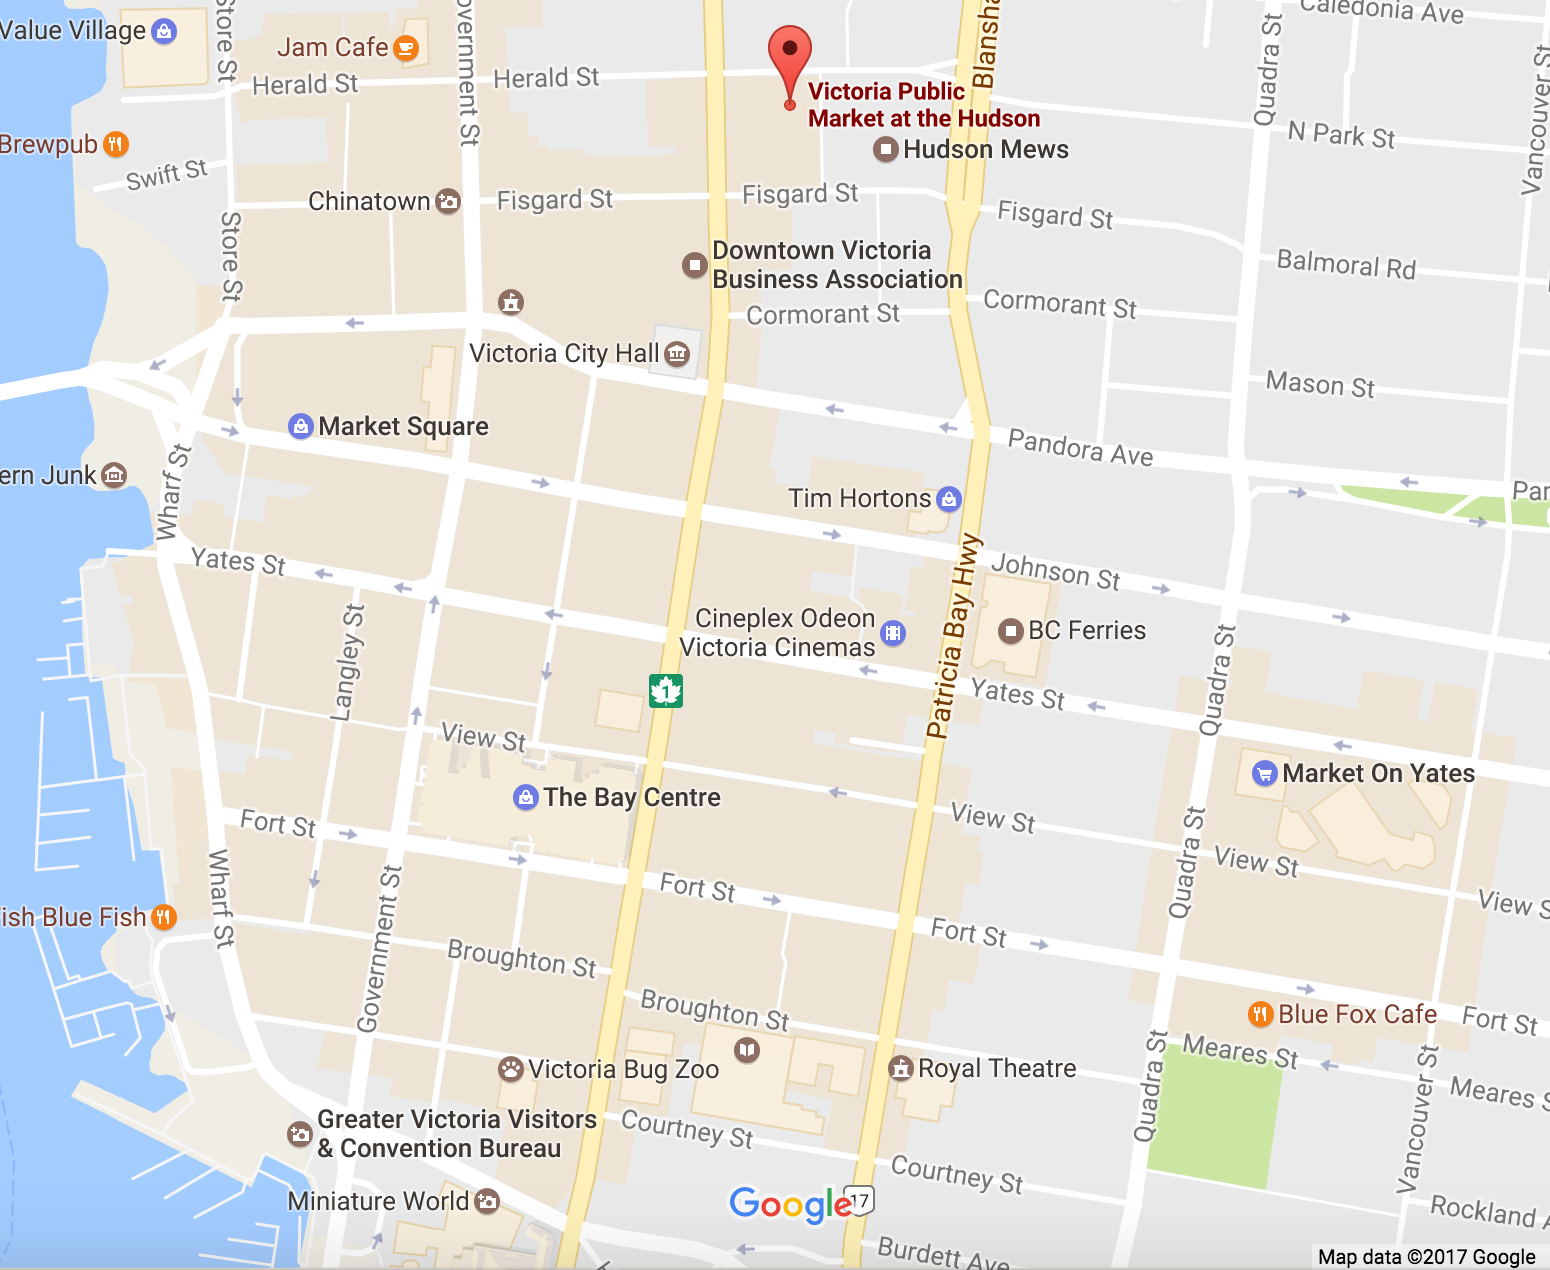 Value Village
Store St
Jam Cafe
Government St
Herald St
Herald St
Victoria Public
Market at the Hudson
Hudson Mews
Blansha
Quadra St
Caledonia Ave
Vancouver St
N Park St
Brewpub
Swift St
Chinatown
Fisgard St
Fisgard St
Fisgard St
Store St
Downtown Victoria
Business Association
Balmoral Rd
Cormorant St
Cormorant St
Victoria City Hall
Mason St
Market Square
Pandora Ave
Par
ern Junk
Wharf St
Tim Hortons
Yates St
Johnson St
Patricia Bay Hwy
Langley St
Cineplex Odeon
Victoria Cinemas
BC Ferries
Quadra St
1
Yates St
View St
Market On Yates
The Bay Centre
Fort St
View St
Quadra St
View St
View S
Wharf St
Government St
Fort St
Fort St
ish Blue Fish
Broughton St
Broughton St
Blue Fox Cafe
Fort St
Meares St
Quadra St
Victoria Bug Zoo
Royal Theatre
Meares S
Vancouver St
Greater Victoria Visitors
& Convention Bureau
Courtney St
Courtney St
Miniature World
Google
17
Rockland A
Burdett Ave
Map data ©2017 Google